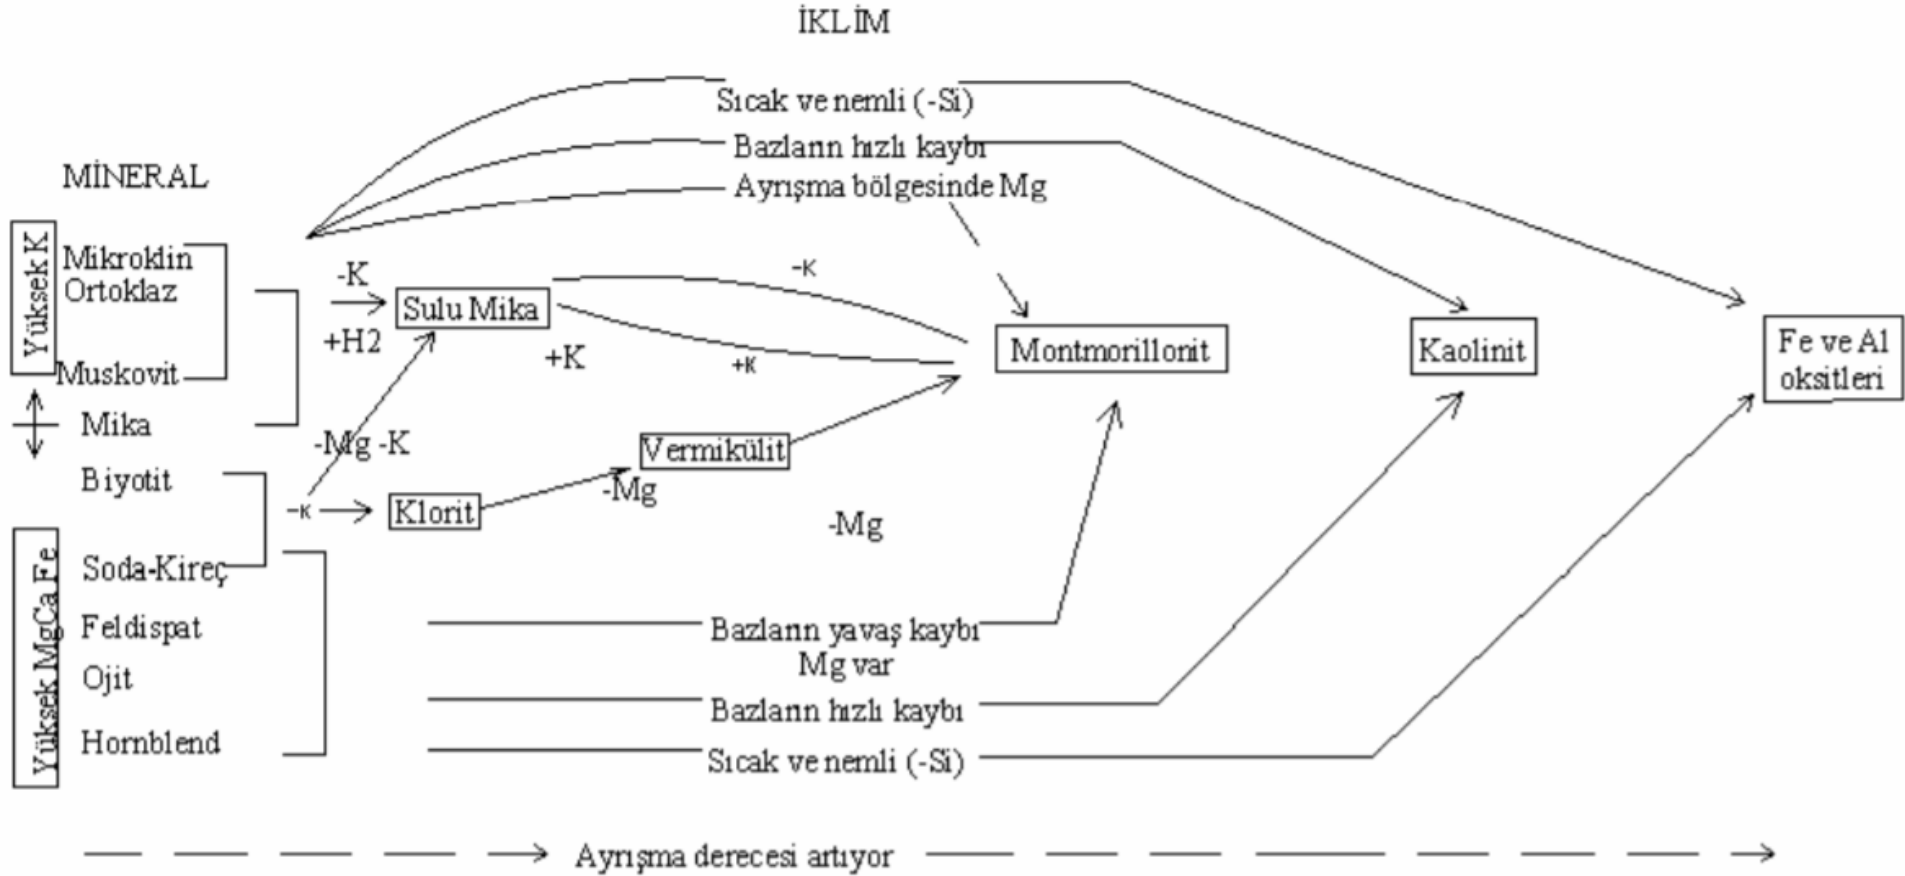 İKLİM
Sıcak ve nemli (-Si)
Bazların hızlı kaybı
Ayrışma bölgesinde Mg
MİNERAL
Yüksek K
Mikroklin
Ortoklaz
Muskovit
Mika
Biyotit
Yüksek MgCa Fe
Soda-Kireç
Feldispat
Ojit
Hornblend
-K
+H2
Sulu Mika
+K
-K
+K
Montmorillonit
Kaolinit
Fe ve Al
oksitleri
-Mg -K
-K
Klorit
Vermikülit
-Mg
-Mg
Bazların yavaş kaybı
Mg var
Bazların hızlı kaybı
Sıcak ve nemli (-Si)
Ayrışma derecesi artıyor